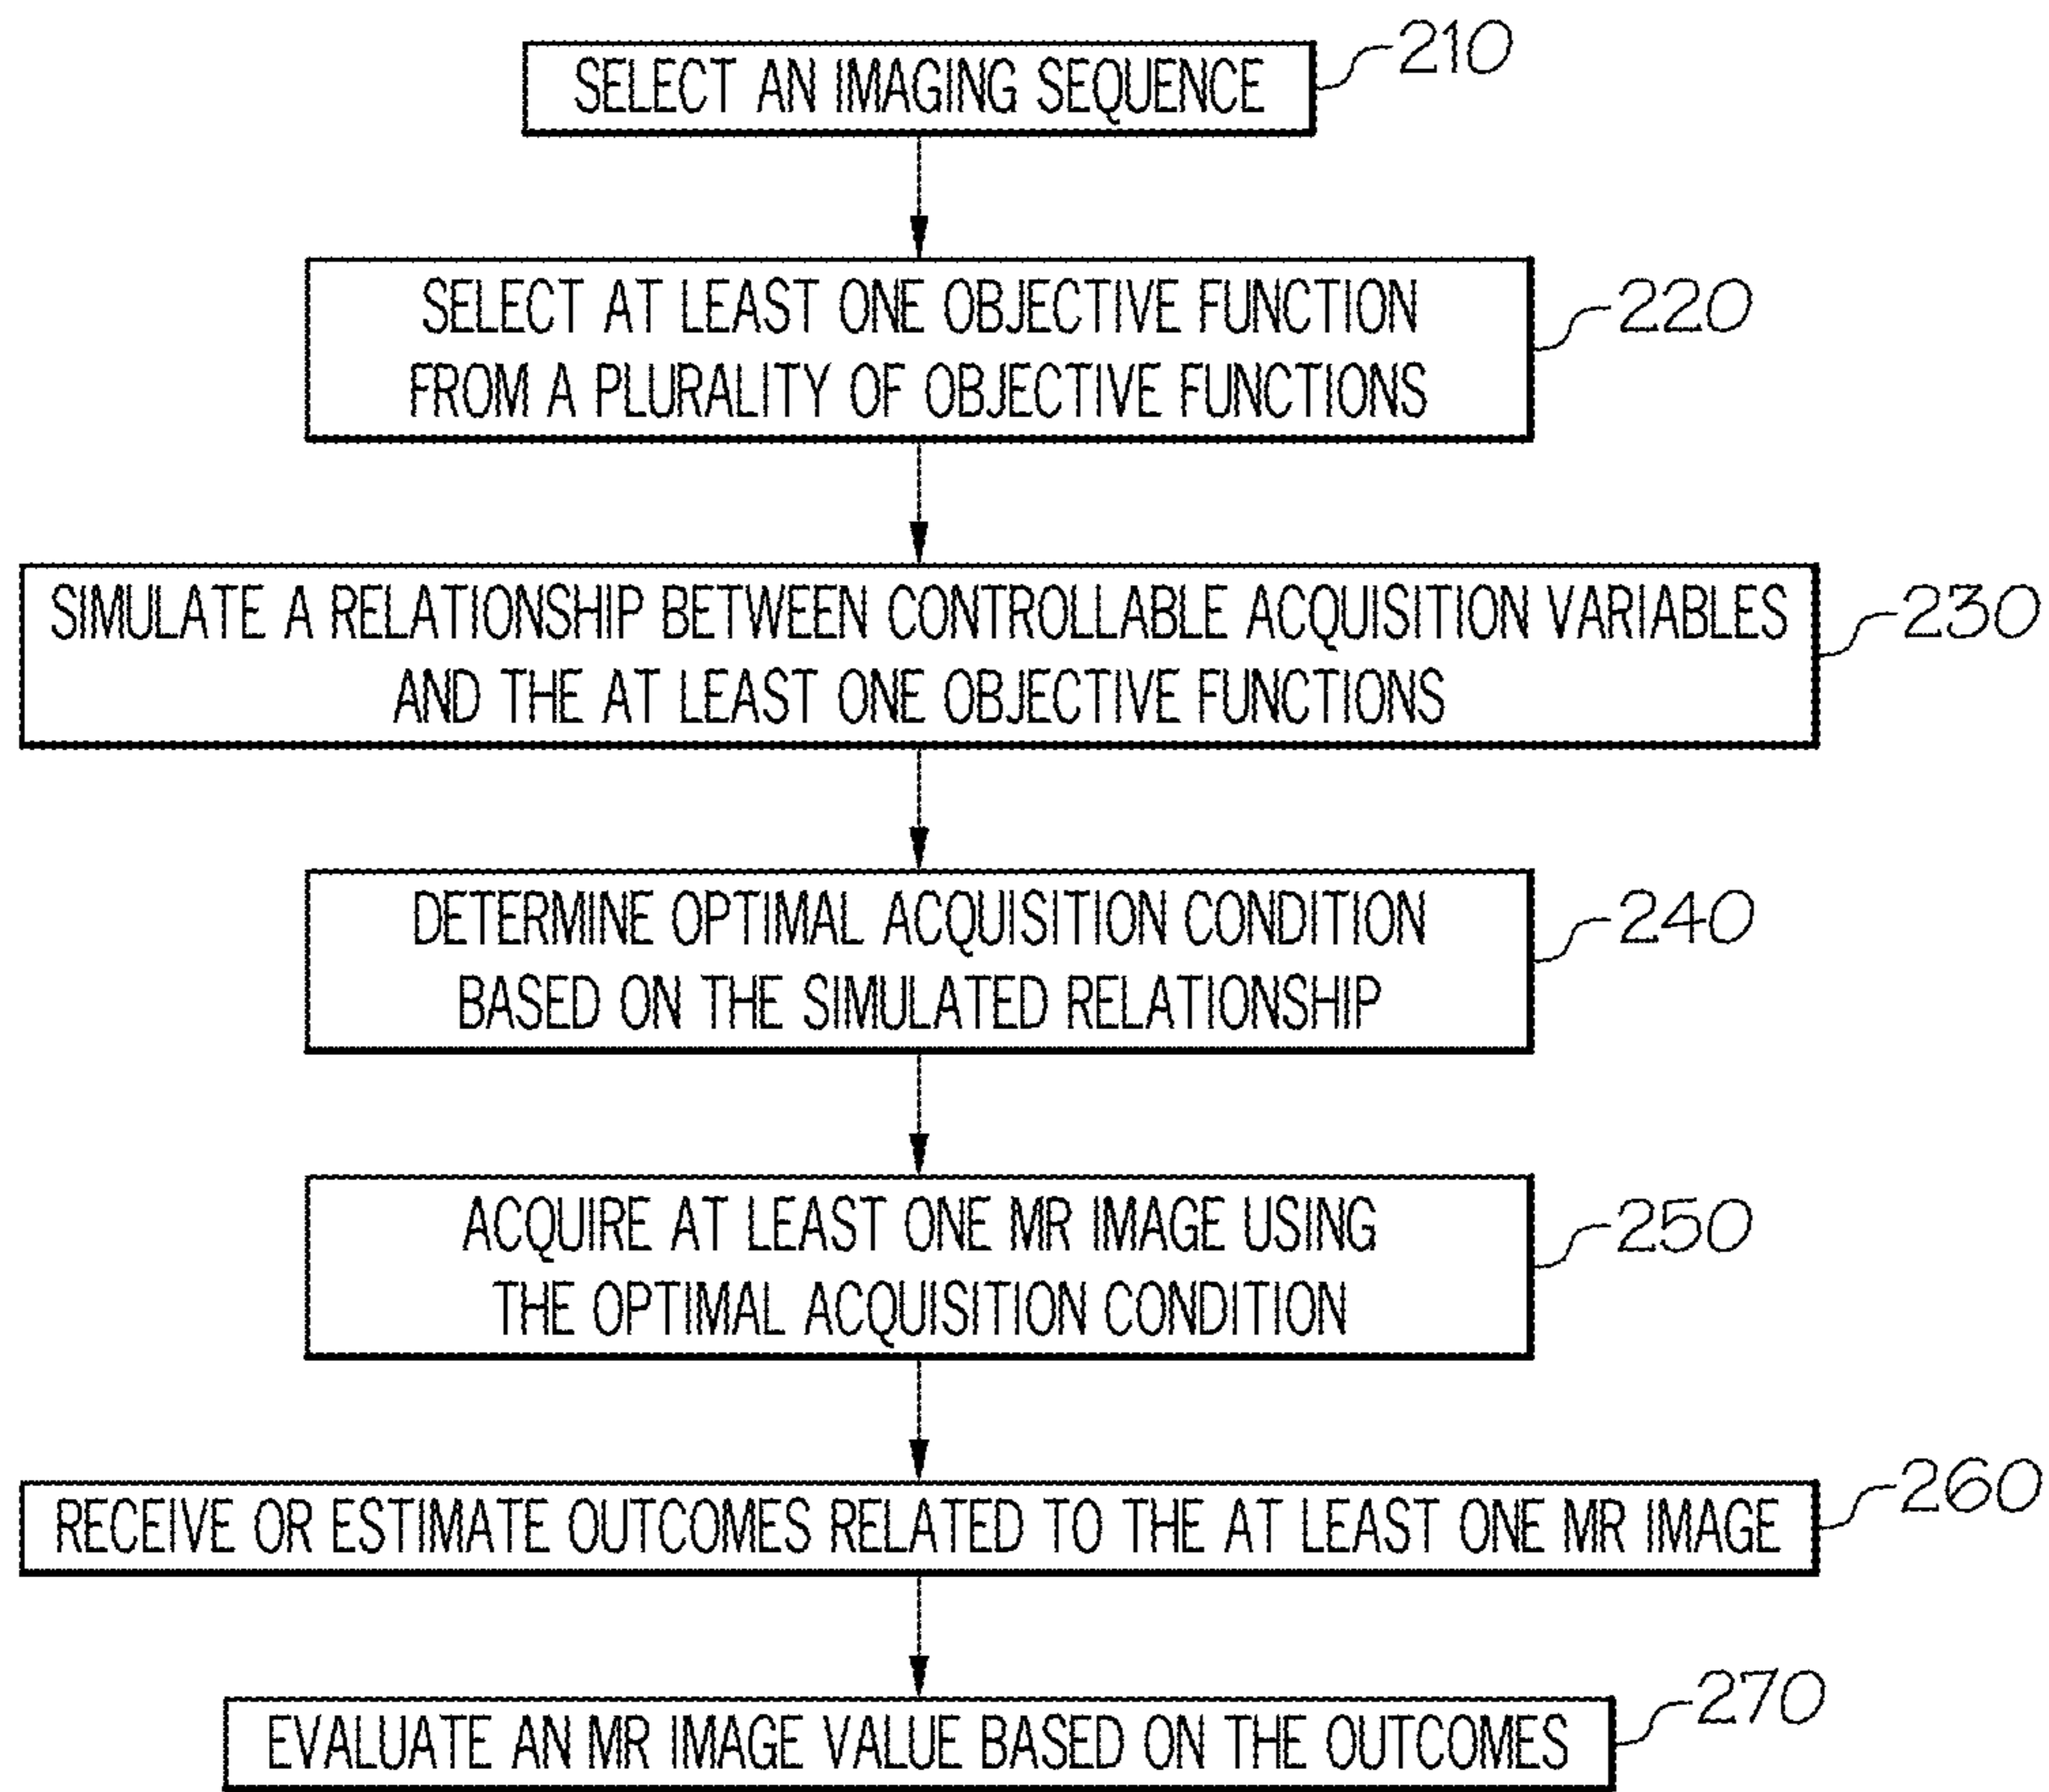 SELECT AN IMAGING SEQUENCE
210
SELECT AT LEAST ONE OBJECTIVE FUNCTION
FROM A PLURALITY OF OBJECTIVE FUNCTIONS
220
SIMULATE A RELATIONSHIP BETWEEN CONTROLLABLE ACQUISITION VARIABLES
AND THE AT LEAST ONE OBJECTIVE FUNCTIONS
230
DETERMINE OPTIMAL ACQUISITION CONDITION
BASED ON THE SIMULATED RELATIONSHIP
240
ACQUIRE AT LEAST ONE MR IMAGE USING
THE OPTIMAL ACQUISITION CONDITION
250
RECEIVE OR ESTIMATE OUTCOMES RELATED TO THE AT LEAST ONE MR IMAGE
260
EVALUATE AN MR IMAGE VALUE BASED ON THE OUTCOMES
270